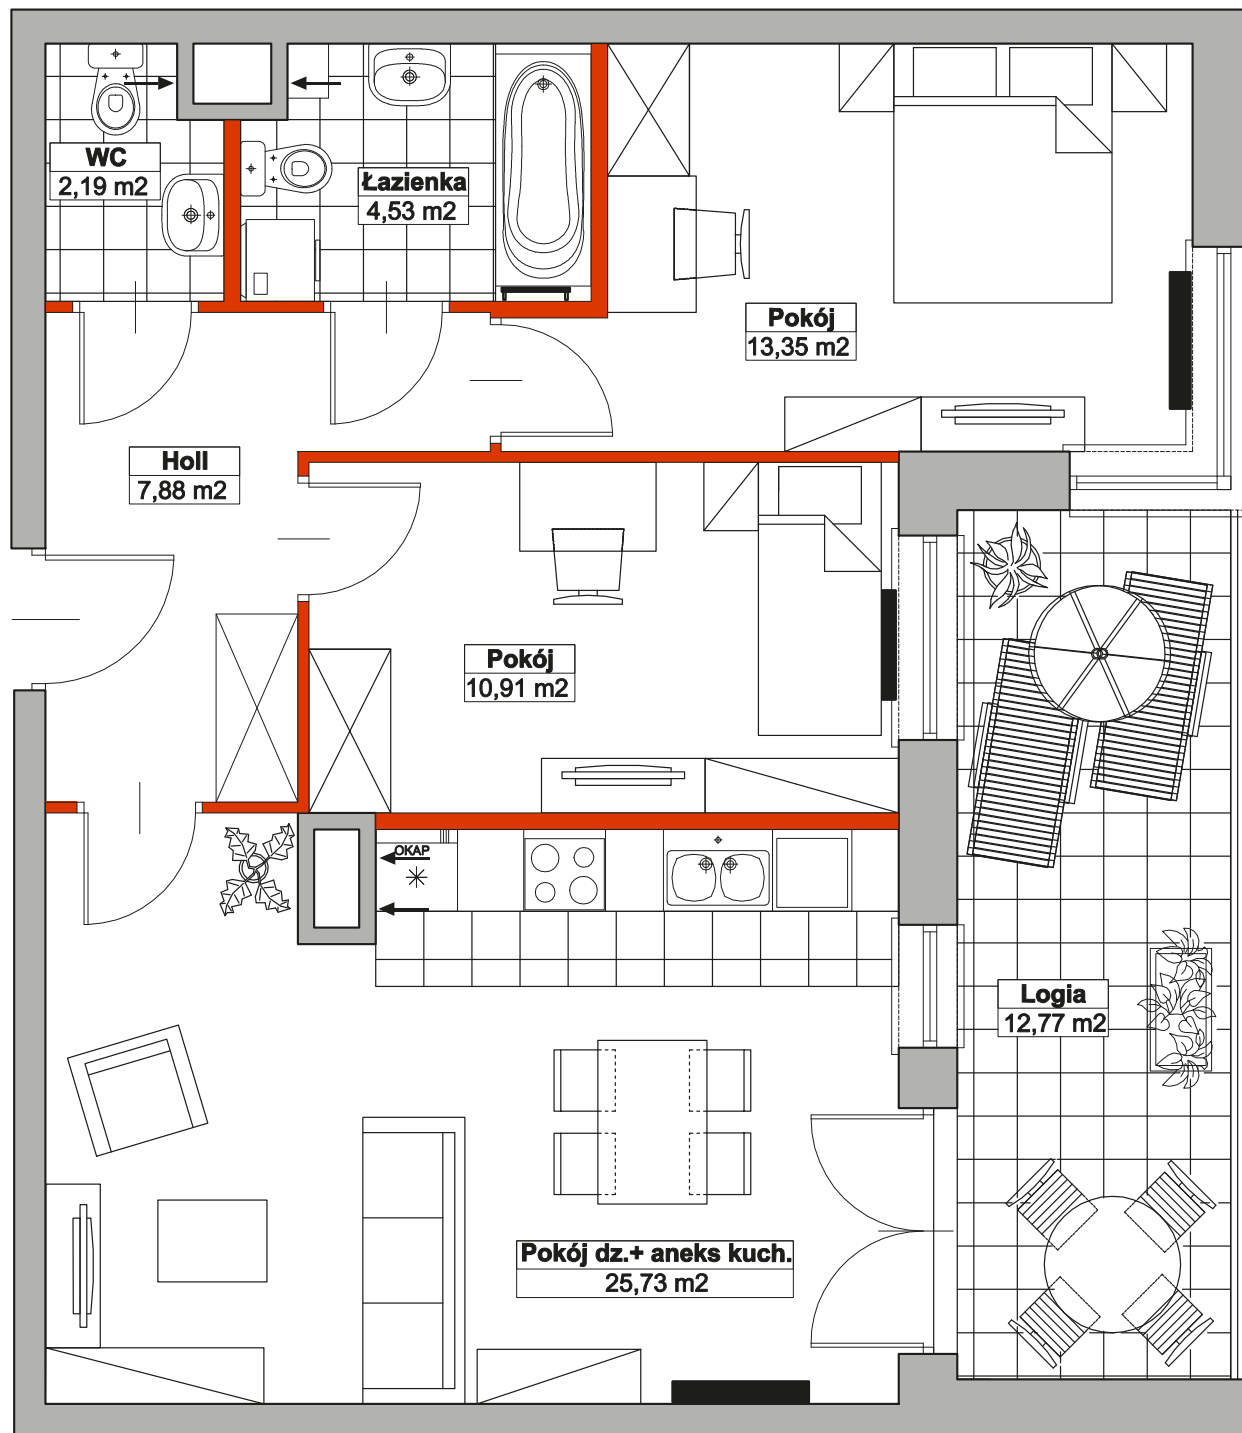 WC
2,19 m2
Łazienka
4,53 m2
Pokój
13,35 m2
Holl
7,88 m2
Pokój
10,91 m2
OKAP
Logia
12,77 m2
Pokój dz.+ aneks kuch.
25,73 m2